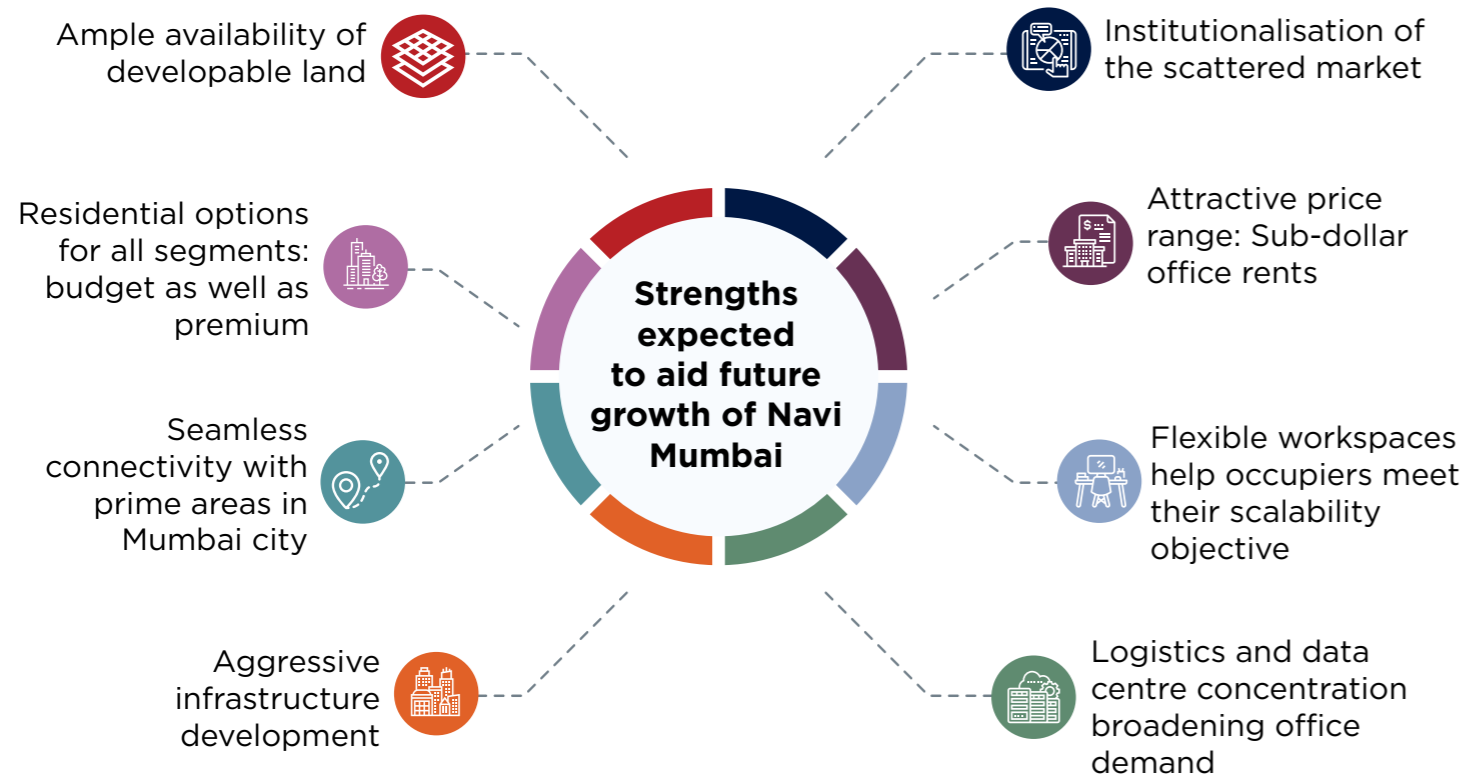 Ample availability of
developable land
Institutionalisation of
the scattered market
Residential options
for all segments:
budget as well as
premium
Attractive price
range: Sub-dollar
office rents
Strengths
expected
to aid future
growth of Navi
Mumbai
Seamless
connectivity with
prime areas in
Mumbai city
Flexible workspaces
help occupiers meet
their scalability
objective
Aggressive
infrastructure
development
Logistics and data
centre concentration
broadening office
demand